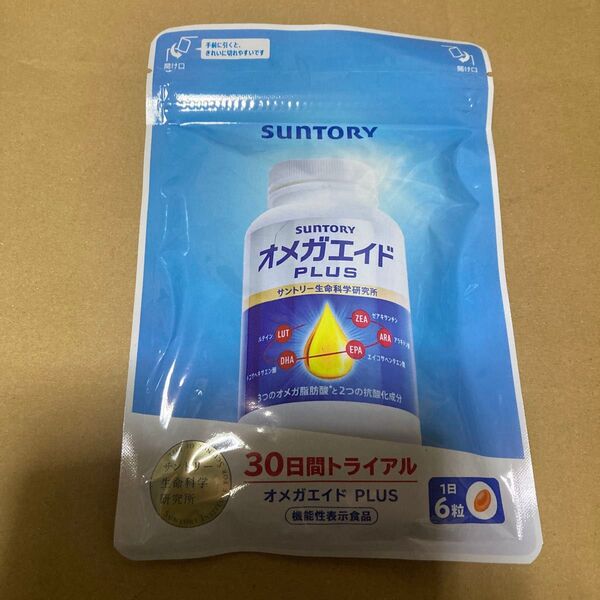 手前に引くと、
きれいに切れやすいです
開け口
開け口
SUNTORY
SUNTORY
オメガエイド
PLUS
サントリー生命科学研究所
ルテイン LUT ZEA ゼアキサンチン
ARA アラキドン酸
DHA EPA エイコサペンタエン酸
コサヘキサエン酸
3つのオメガ脂肪酸*と2つの抗酸化成分
サントリー
生命科学
研究所
30日間トライアル
オメガエイド PLUS
機能性表示食品
1日
6粒